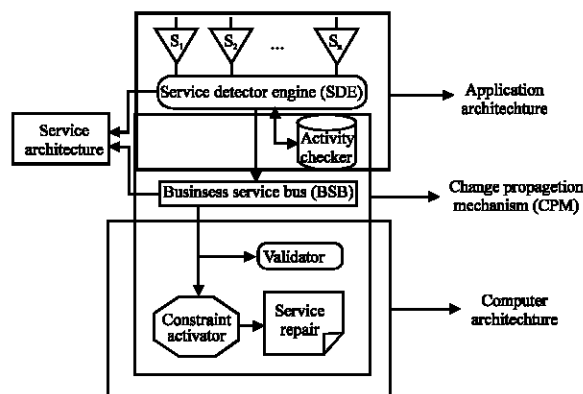 S1 S2 ... Sn
Service detector engine (SDE)
Application
architechture
Service
architecture
Activity
checker
Businsess service bus (BSB)
Change propagetion
mechanism (CPM)
Validator
Constraint
activator
Service
repair
Computer
architechture